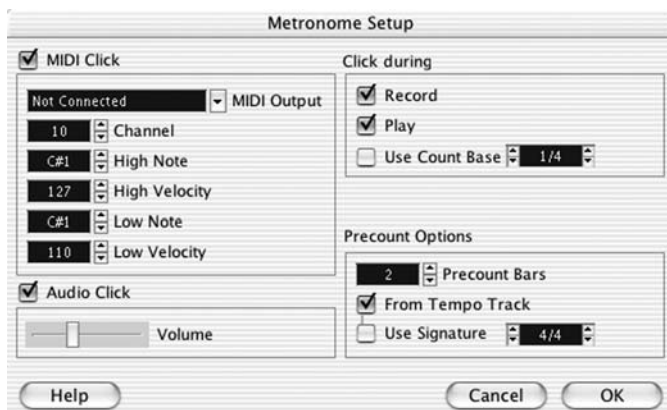 Metronome Setup
MIDI Click
Not Connected MIDI Output
10 Channel
C#1 High Note
127 High Velocity
C#1 Low Note
110 Low Velocity
Audio Click
Volume
Click during
Record
Play
Use Count Base 1/4
Precount Options
2 Precount Bars
From Tempo Track
Use Signature 4/4
Help
Cancel
OK